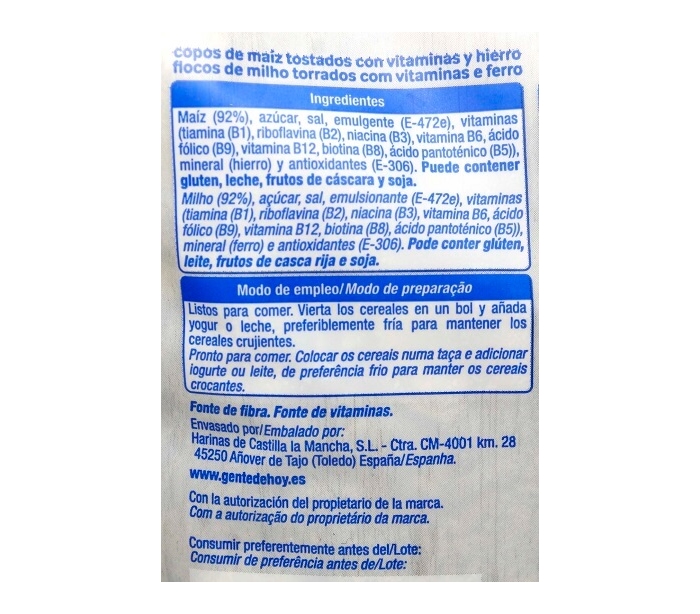 copos de maíz tostados con vitaminas y hierro
flocos de milho torrados com vitaminas e ferro
Ingredientes
Maíz (92%), azúcar, sal, emulgente (E-472e), vitaminas
(tiamina (B1), riboflavina (B2), niacina (B3), vitamina B6, ácido
fólico (B9), vitamina B12, biotina (B8), ácido pantoténico (B5)),
mineral (hierro) y antioxidantes (E-306). Puede contener
gluten, leche, frutos de cáscara y soja.
Milho (92%), açúcar, sal, emulsionante (E-472e), vitaminas
(tiamina (B1), riboflavina (B2), niacina (B3), vitamina B6, ácido
fólico (B9), vitamina B12, biotina (B8), ácido pantoténico (B5)),
mineral (ferro) e antioxidantes (E-306). Pode conter glúten,
leite, frutos de casca rija e soja.
Modo de empleo/Modo de preparação
Listos para comer. Vierta los cereales en un bol y añada
yogur o leche, preferiblemente fría para mantener los
cereales crujientes.
Pronto para comer. Colocar os cereais numa taça e adicionar
iogurte ou leite, de preferência frio para manter os cereais
crocantes.
Fonte de fibra. Fonte de vitaminas.
Envasado por/Embalado por:
Harinas de Castilla la Mancha, S.L. - Ctra. CM-4001 km. 28
45250 Añover de Tajo (Toledo) España/Espanha.
www.gentedehoy.es
Con la autorización del propietario de la marca.
Com a autorização do proprietário da marca.
Consumir preferentemente antes del/Lote:
Consumir de preferência antes de/Lote: